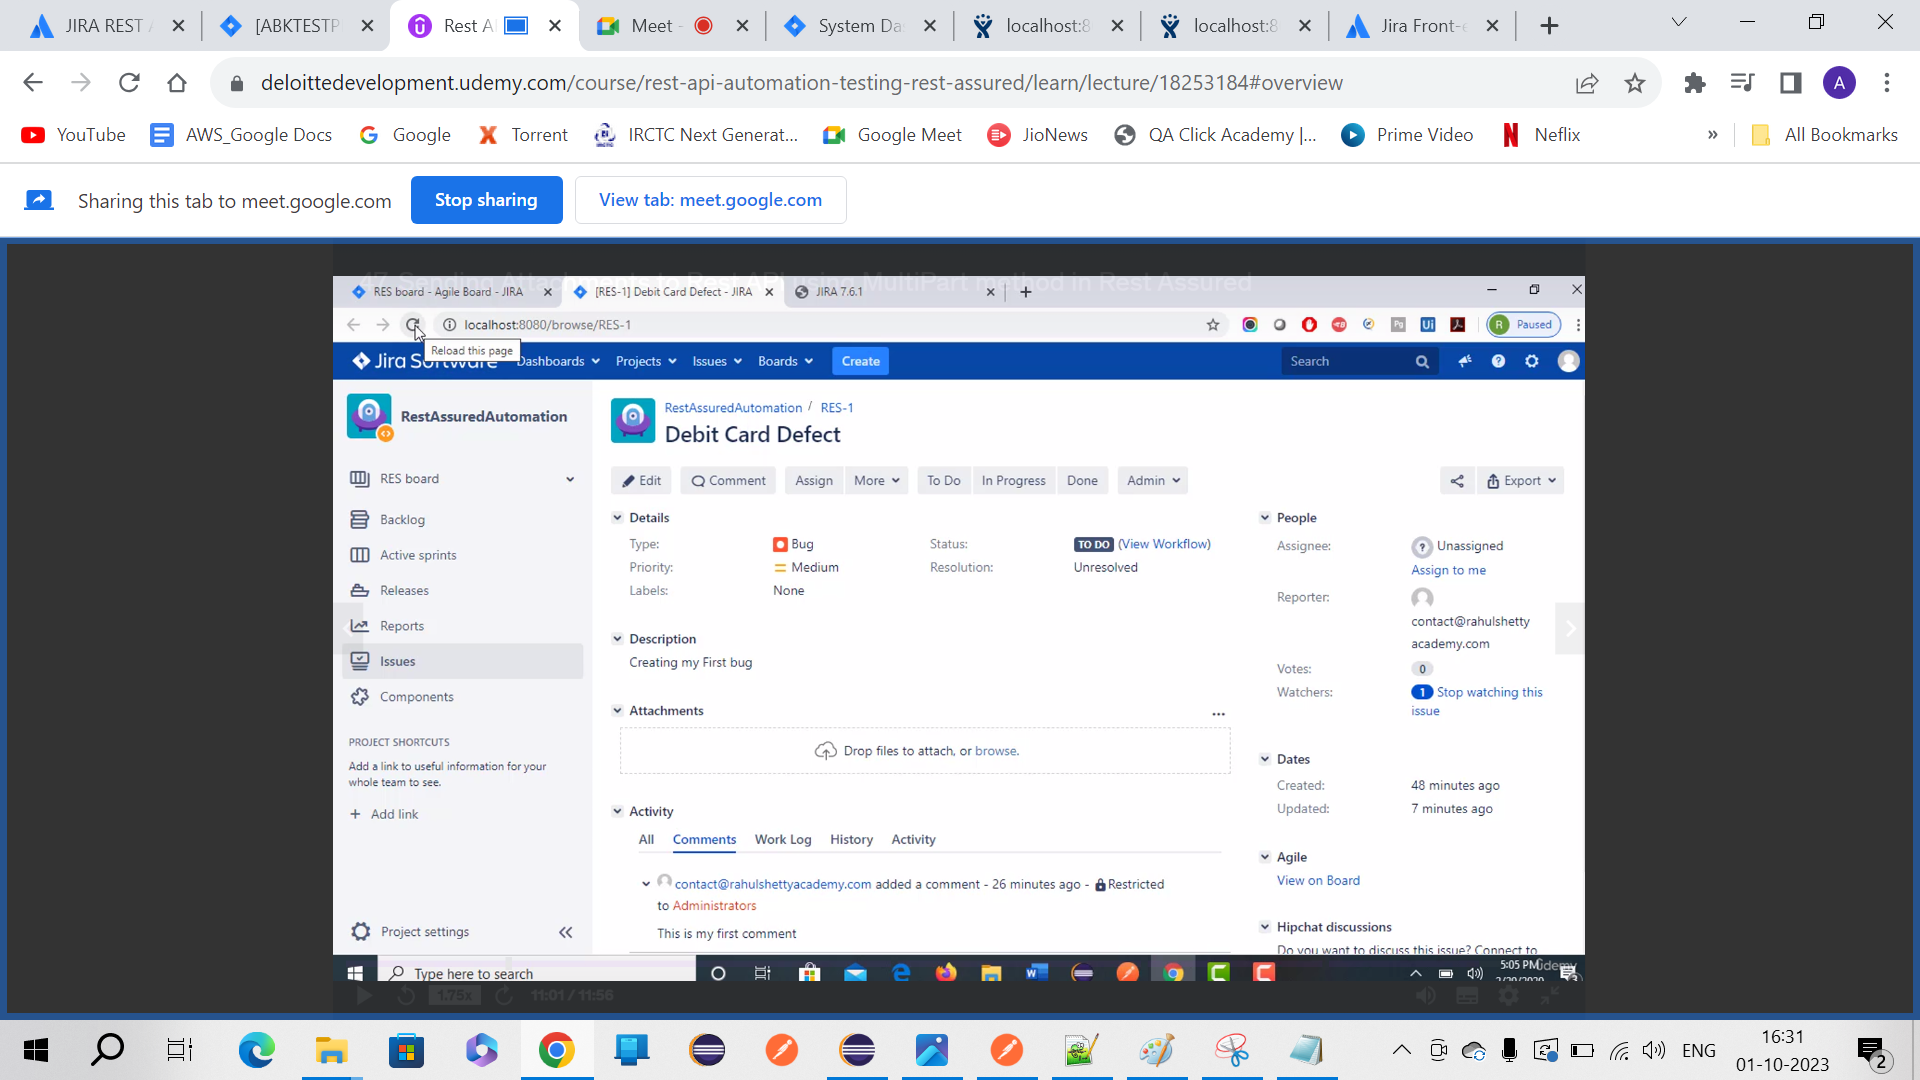 JIRA REST A
[ABKTESTP
Rest A
Meet -
System Da
localhost:8
localhost:8
Jira Front-e
deloittedevelopment.udemy.com/course/rest-api-automation-testing-rest-assured/learn/lecture/18253184#overview
A
YouTube
AWS_Google Docs
Google
Torrent
IRCTC Next Generat...
Google Meet
JioNews
QA Click Academy |...
Prime Video
Neflix
»
All Bookmarks
Sharing this tab to meet.google.com
Stop sharing
View tab: meet.google.com
47. Sending Attachments to Rest API using MultiPart method in Rest Assured
RES board - Agile Board - JIRA
[RES-1] Debit Card Defect - JIRA
JIRA 7.6.1
localhost:8080/browse/RES-1
R Paused
Reload this page
Jira Software
Dashboards
Projects
Issues
Boards
Create
Search
RestAssuredAutomation
RES board
Backlog
Active sprints
Releases
Reports
Issues
Components
PROJECT SHORTCUTS
Add a link to useful information for your
whole team to see.
+ Add link
Project settings
RestAssuredAutomation / RES-1
Debit Card Defect
Edit
Comment
Assign
More
To Do
In Progress
Done
Admin
Export
Details
Type: Bug
Status: TO DO (View Workflow)
Priority: Medium
Resolution: Unresolved
Labels: None
Description
Creating my First bug
Attachments
...
Drop files to attach, or browse.
Activity
All
Comments
Work Log
History
Activity
contact@rahulshettyacademy.com added a comment - 26 minutes ago - Restricted
to Administrators
This is my first comment
People
Assignee: Unassigned
Assign to me
Reporter:
contact@rahulshetty
academy.com
Votes: 0
Watchers: 1 Stop watching this
issue
Dates
Created: 48 minutes ago
Updated: 7 minutes ago
Agile
View on Board
Hipchat discussions
Do you want to discuss this issue? Connect to
Type here to search
5:05 PM
Udemy
1.75x
11:01 / 11:56
ENG
16:31
01-10-2023
2